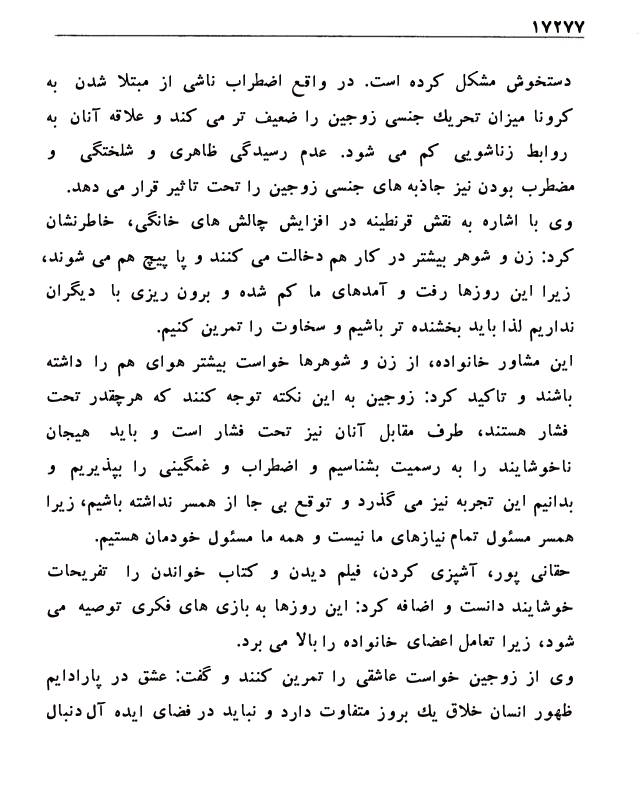 ۱۷۲۷۷
دستخوش مشکل کرده است. در واقع اضطراب ناشی از مبتلا شدن به
کرونا میزان تحریك جنسی زوجین را ضعیف تر می کند و علاقه آنان به
روابط زناشویی کم می شود. عدم رسیدگی ظاهری و شلختگی و
مضطرب بودن نیز جاذبه های جنسی زوجین را تحت تاثیر قرار می دهد.
وی با اشاره به نقش قرنطینه در افزایش چالش های خانگی، خاطرنشان
کرد: زن و شوهر بیشتر در کار هم دخالت می کنند و پا پیچ هم می شوند،
زیرا این روزها رفت و آمدهای ما کم شده و برون ریزی با دیگران
نداریم لذا باید بخشنده تر باشیم و سخاوت را تمرین کنیم.
این مشاور خانواده، از زن و شوهرها خواست بیشتر هوای هم را داشته
باشند و تاکید کرد: زوجین به این نکته توجه کنند که هرچقدر تحت
فشار هستند، طرف مقابل آنان نیز تحت فشار است و باید هیجان
ناخوشایند را به رسمیت بشناسیم و اضطراب و غمگینی را بپذیریم و
بدانیم این تجربه نیز می گذرد و توقع بی جا از همسر نداشته باشیم، زیرا
همسر مسئول تمام نیازهای ما نیست و همه ما مسئول خودمان هستیم.
حقانی پور، آشپزی کردن، فیلم دیدن و کتاب خواندن را تفریحات
خوشایند دانست و اضافه کرد: این روزها به بازی های فکری توصیه می
شود، زیرا تعامل اعضای خانواده را بالا می برد.
وی از زوجین خواست عاشقی را تمرین کنند و گفت: عشق در پارادایم
ظهور انسان خلاق یك بروز متفاوت دارد و نباید در فضای ایده آل دنبال